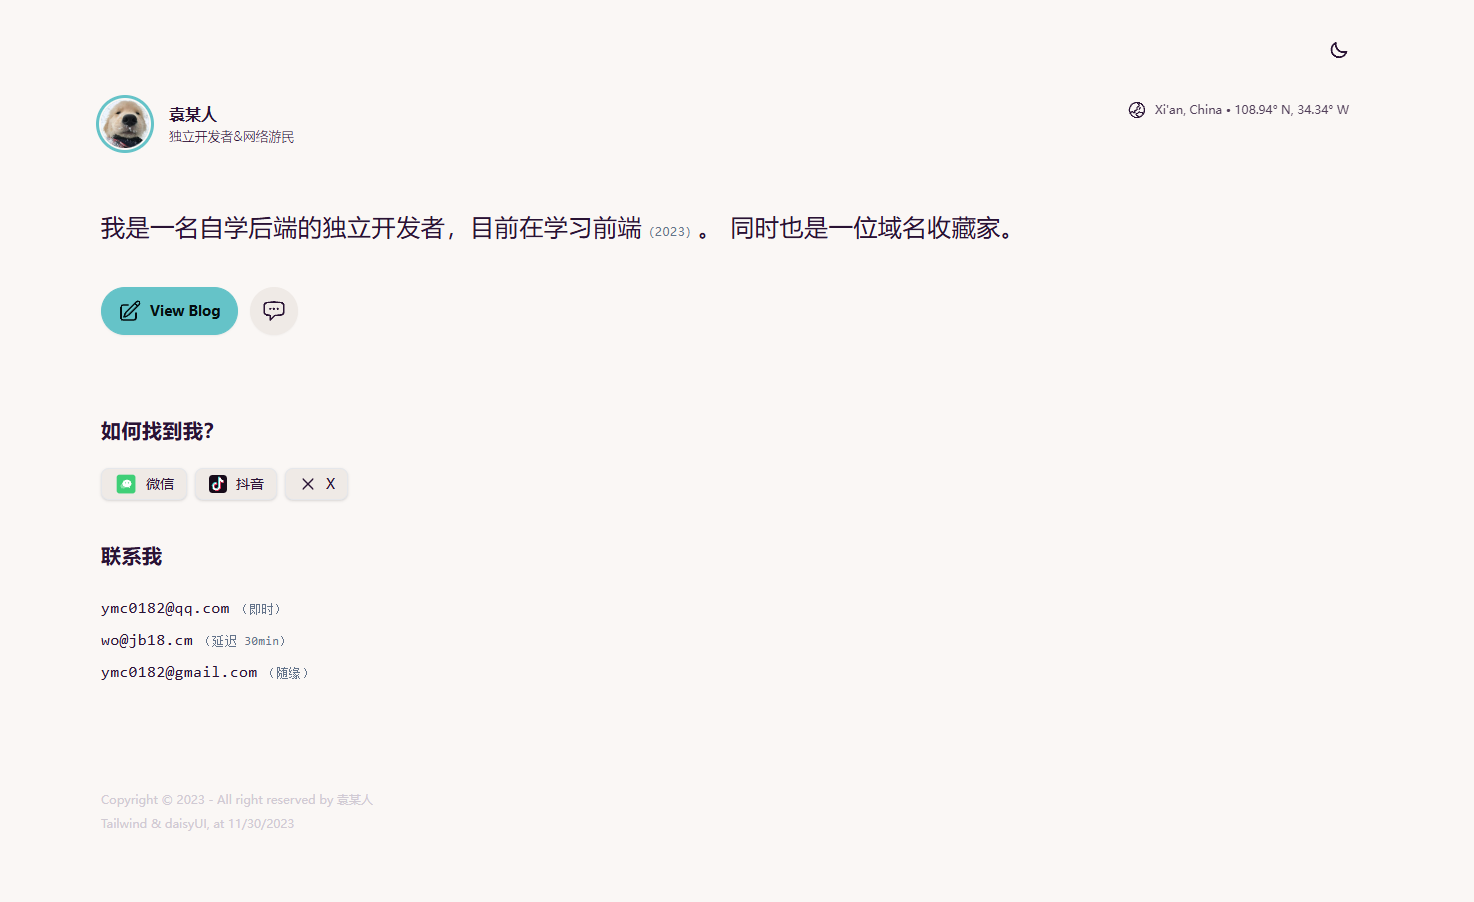 袁某人
独立开发者&网络游民
Xi'an, China • 108.94° N, 34.34° W
我是一名自学后端的独立开发者，目前在学习前端（2023）。 同时也是一位域名收藏家。
View Blog
如何找到我？
微信 抖音 X
联系我
ymc0182@qq.com（即时）
wo@jb18.cm（延迟 30min）
ymc0182@gmail.com（随缘）
Copyright © 2023 - All right reserved by 袁某人
Tailwind & daisyUI, at 11/30/2023